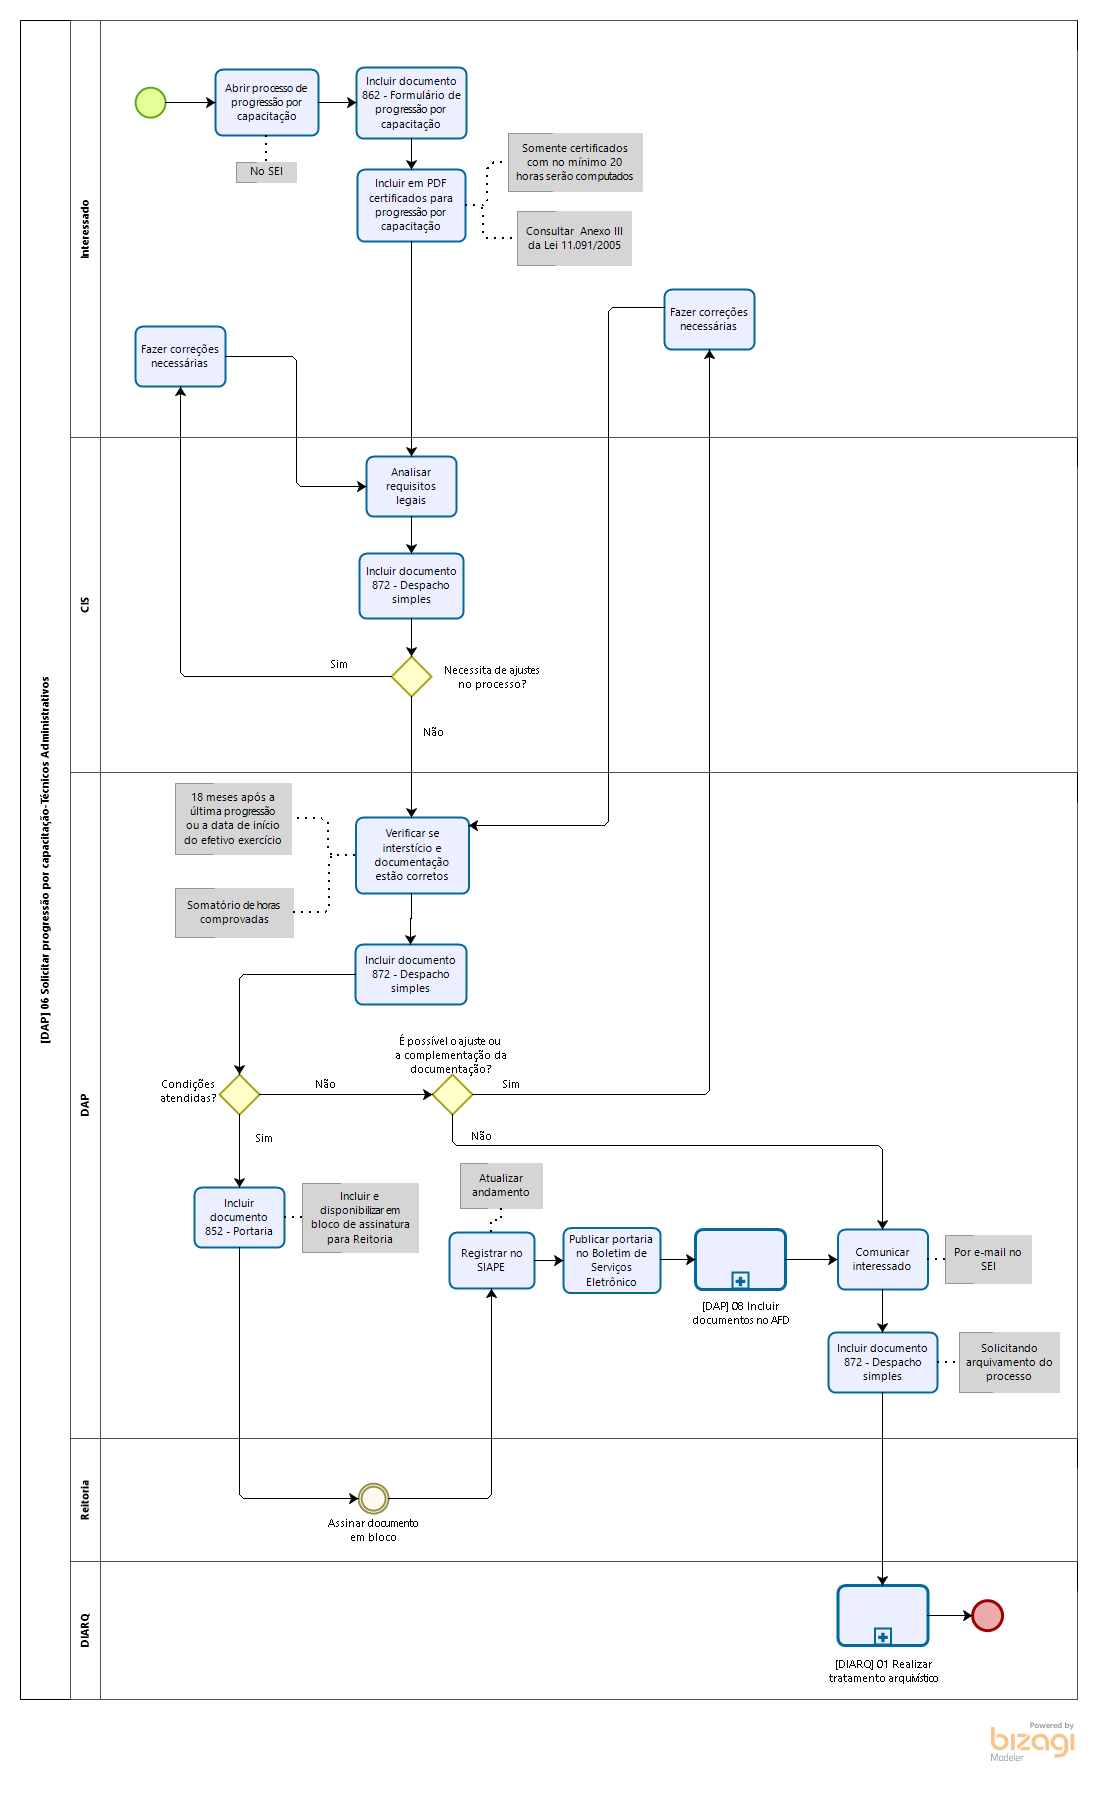 [DAP] 06 Solicitar progressão por capacitação-Técnicos Administrativos
Interessado
Abrir processo de
progressão por
capacitação
No SEI
Incluir documento
862 - Formulário de
progressão por
capacitação
Incluir em PDF
certificados para
progressão por
capacitação
Somente certificados
com no mínimo 20
horas serão computados
Consultar Anexo III
da Lei 11.091/2005
Fazer correções
necessárias
Fazer correções
necessárias
CIS
Analisar
requisitos
legais
Incluir documento
872 - Despacho
simples
Sim
Necessita de ajustes
no processo?
Não
DAP
18 meses após a
última progressão
ou a data de início
do efetivo exercício
Somatório de horas
comprovadas
Verificar se
interstício e
documentação
estão corretos
Incluir documento
872 - Despacho
simples
Condições
atendidas?
Não
É possível o ajuste ou
a complementação da
documentação?
Sim
Sim
Não
Incluir
documento
852 - Portaria
Incluir e
disponibilizar em
bloco de assinatura
para Reitoria
Atualizar
andamento
Registrar no
SIAPE
Publicar portaria
no Boletim de
Serviços
Eletrônico
[DAP] 08 Incluir
documentos no AFD
Comunicar
interessado
Por e-mail no
SEI
Incluir documento
872 - Despacho
simples
Solicitando
arquivamento do
processo
Reitoria
Assinar documento
em bloco
DIARQ
[DIARQ] 01 Realizar
tratamento arquivístico
Powered by
bizagi
Modeler